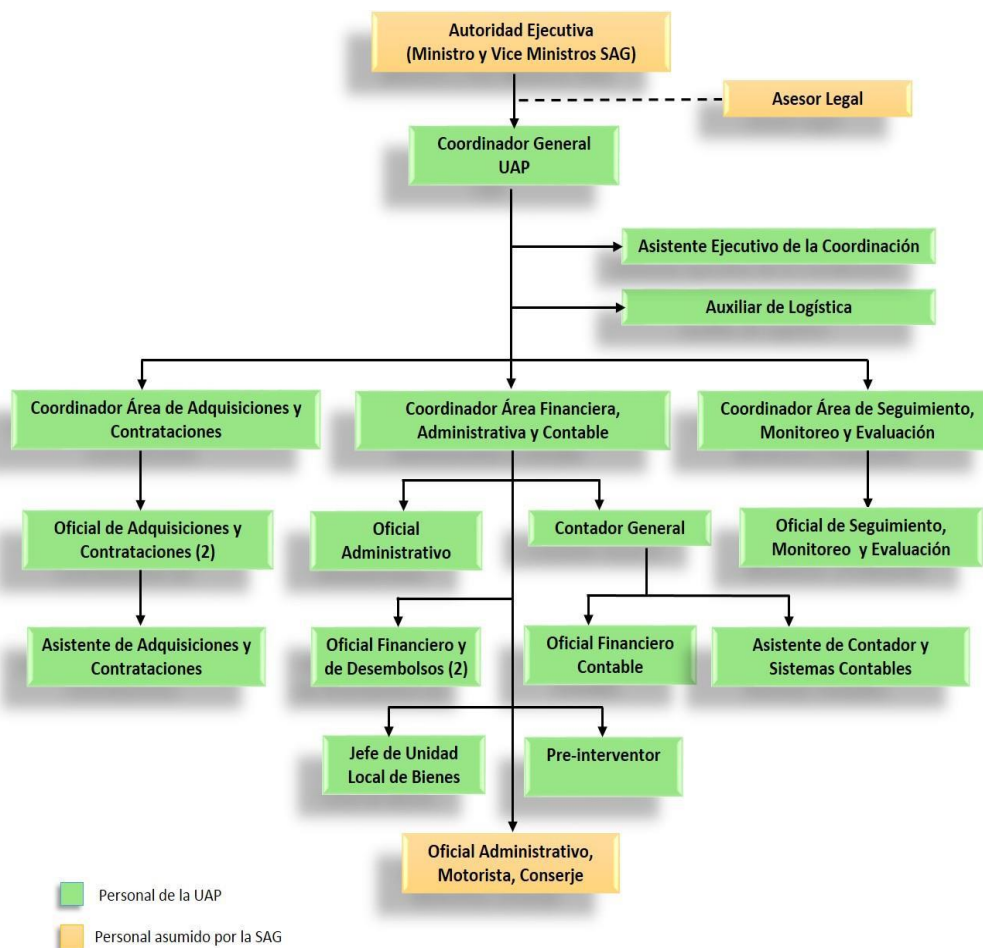 Autoridad Ejecutiva
(Ministro y Vice Ministros SAG)
Asesor Legal
Coordinador General
UAP
Asistente Ejecutivo de la Coordinación
Auxiliar de Logística
Coordinador Área de Adquisiciones y
Contrataciones
Coordinador Área Financiera,
Administrativa y Contable
Coordinador Área de Seguimiento,
Monitoreo y Evaluación
Oficial de Adquisiciones y
Contrataciones (2)
Oficial
Administrativo
Contador General
Oficial de Seguimiento,
Monitoreo y Evaluación
Asistente de Adquisiciones y
Contrataciones
Oficial Financiero y
de Desembolsos (2)
Oficial Financiero
Contable
Asistente de Contador y
Sistemas Contables
Jefe de Unidad
Local de Bienes
Pre-interventor
Oficial Administrativo,
Motorista, Conserje
Personal de la UAP
Personal asumido por la SAG